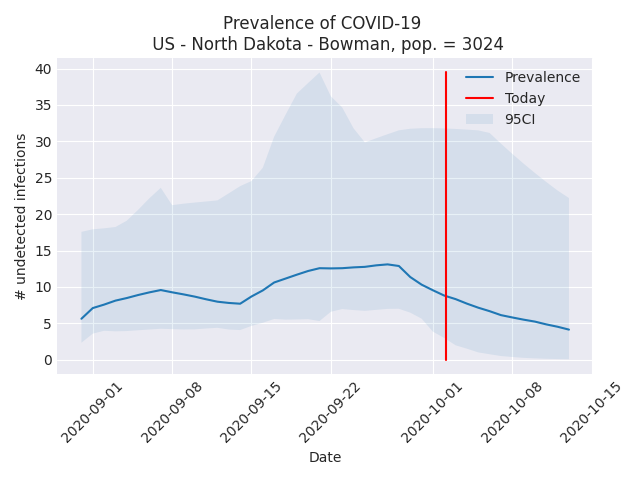 Prevalence of COVID-19
US - North Dakota - Bowman, pop. = 3024
40
35
30
25
20
15
10
5
0
# undetected infections
Prevalence
Today
95CI
2020-09-01
2020-09-08
2020-09-15
2020-09-22
2020-10-01
2020-10-08
2020-10-15
Date